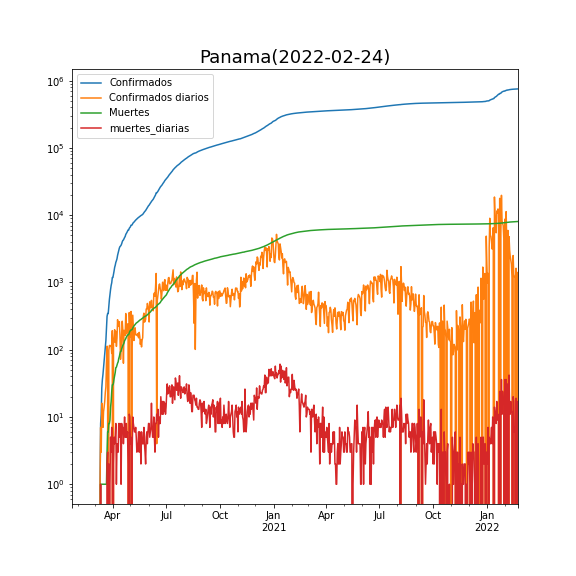 Panama(2022-02-24)
Confirmados
Confirmados diarios
Muertes
muertes_diarias
10⁶
10⁵
10⁴
10³
10²
10¹
10⁰
Apr Jul Oct Jan Apr Jul Oct Jan
2021 2022